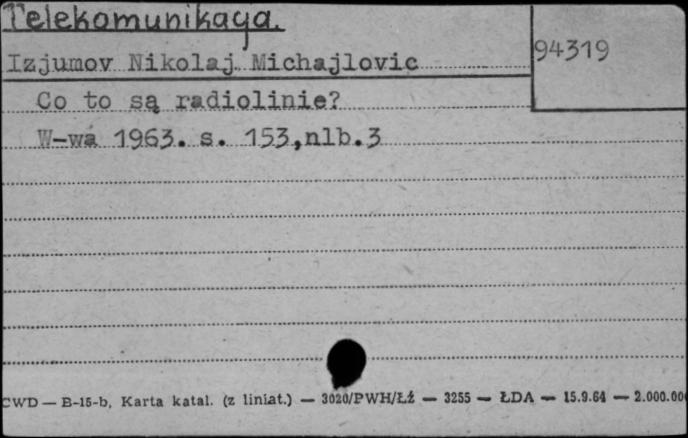 Telekomunikacja.
94319
Izjumov Nikolaj Michajlovic
Co to są radiolinie?
W-wa 1963. s. 153,nlb.3
CWD — B-15-b, Karta katal. (z liniat.) — 3020/PWH/Łź — 3255 — ŁDA — 15.9.64 — 2.000.000